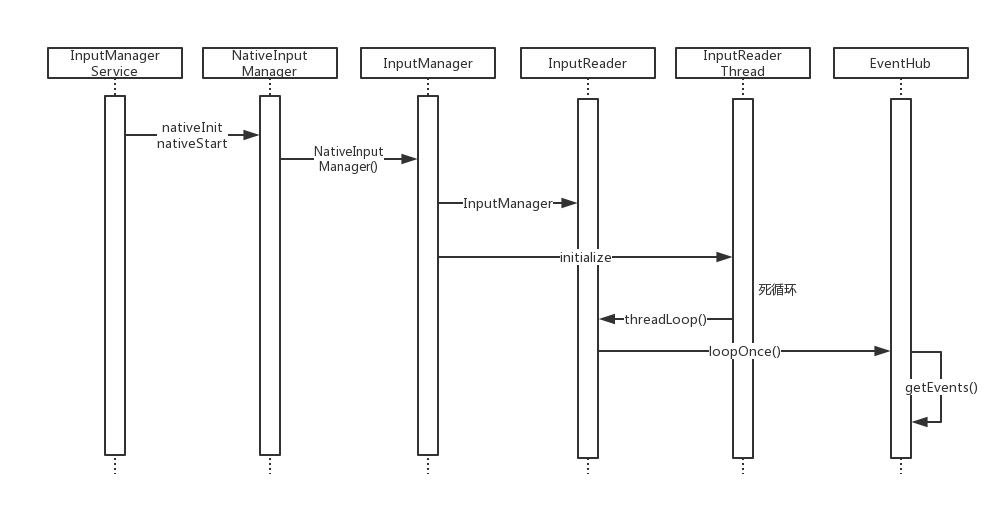 InputManager
Service
NativeInput
Manager
InputManager
InputReader
InputReader
Thread
EventHub
nativeInit
nativeStart
NativeInput
Manager()
InputManager
initialize
死循环
threadLoop()
loopOnce()
getEvents()